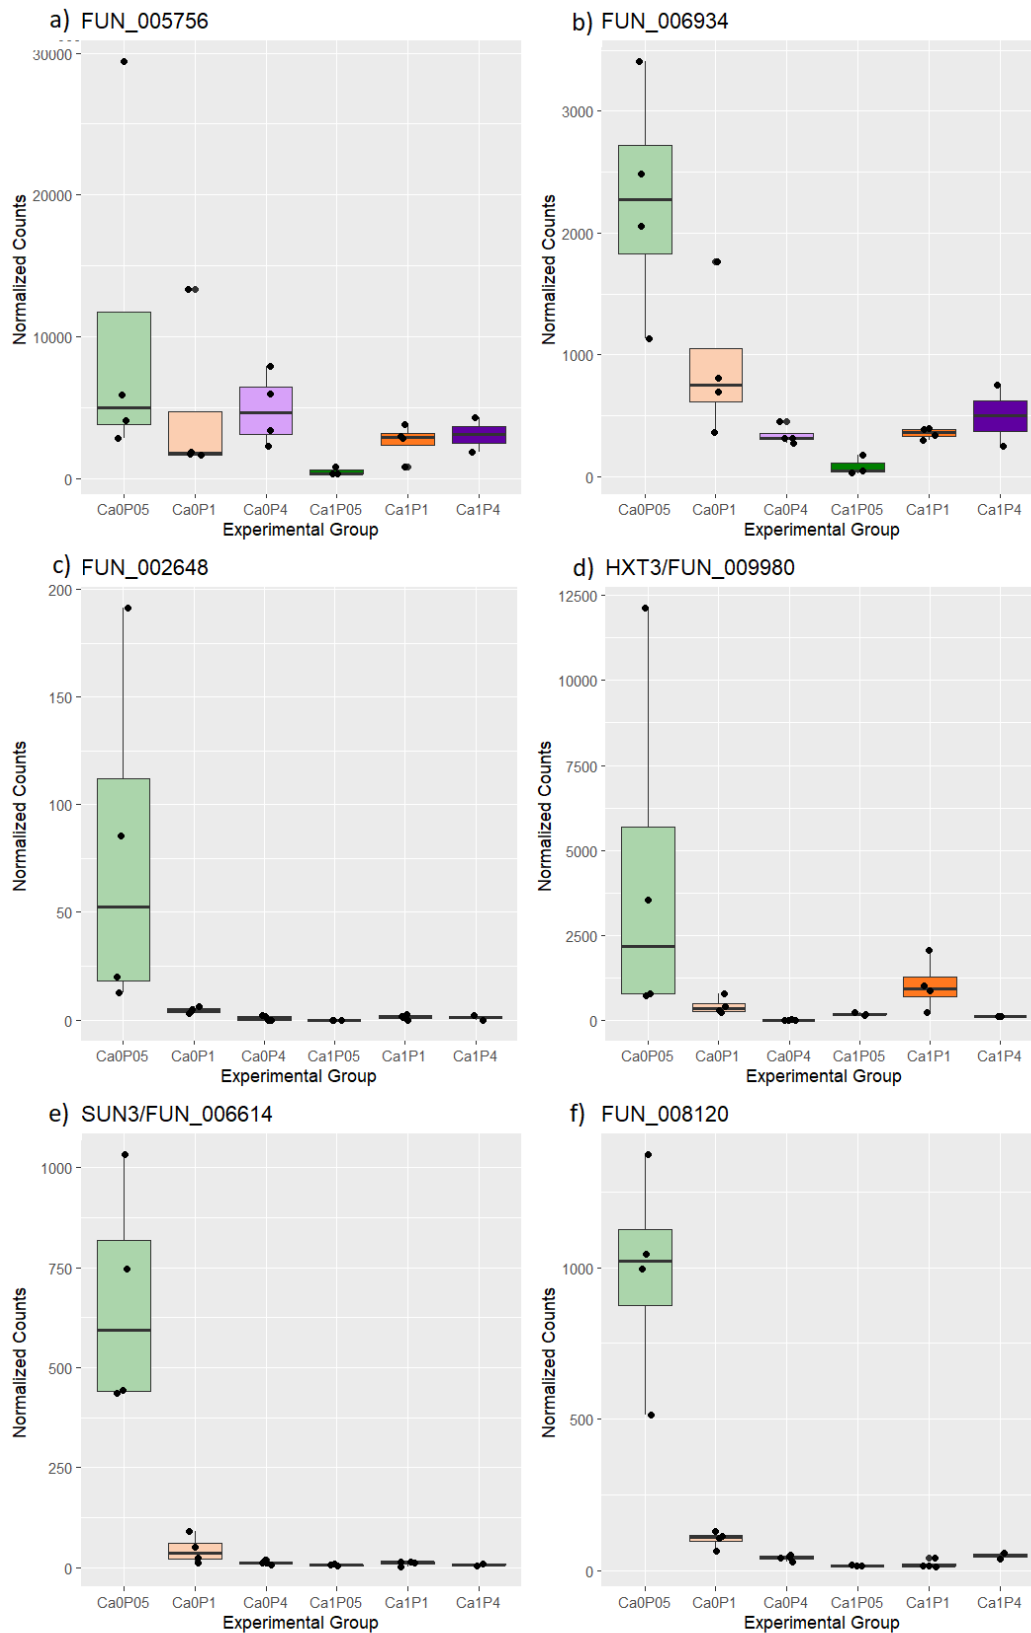 a) FUN_005756
30000
20000
10000
0
Normalized Counts
Ca0P05 Ca0P1 Ca0P4 Ca1P05 Ca1P1 Ca1P4
Experimental Group
b) FUN_006934
3000
2000
1000
0
Normalized Counts
Ca0P05 Ca0P1 Ca0P4 Ca1P05 Ca1P1 Ca1P4
Experimental Group
c) FUN_002648
200
150
100
50
0
Normalized Counts
Ca0P05 Ca0P1 Ca0P4 Ca1P05 Ca1P1 Ca1P4
Experimental Group
d) HXT3/FUN_009980
12500
10000
7500
5000
2500
0
Normalized Counts
Ca0P05 Ca0P1 Ca0P4 Ca1P05 Ca1P1 Ca1P4
Experimental Group
e) SUN3/FUN_006614
1000
750
500
250
0
Normalized Counts
Ca0P05 Ca0P1 Ca0P4 Ca1P05 Ca1P1 Ca1P4
Experimental Group
f) FUN_008120
1000
500
0
Normalized Counts
Ca0P05 Ca0P1 Ca0P4 Ca1P05 Ca1P1 Ca1P4
Experimental Group